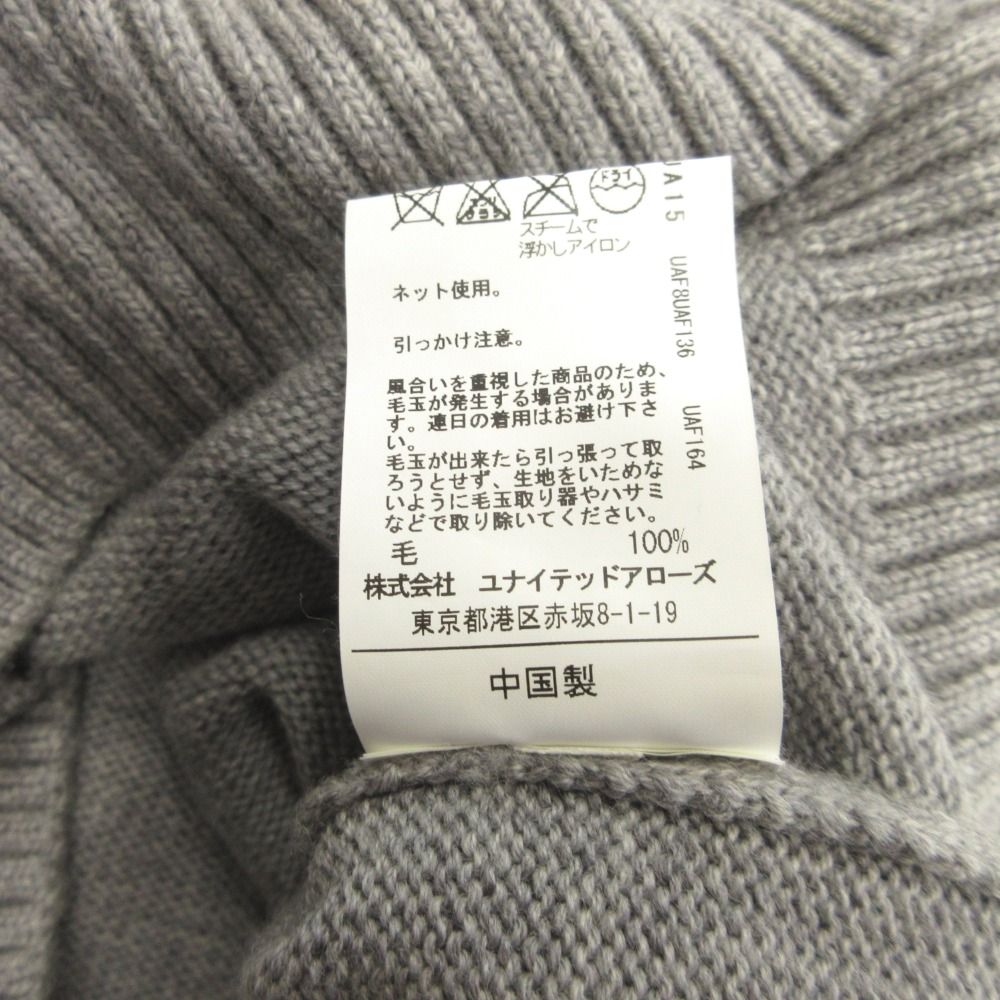 ドライ
スチームで
浮かしアイロン
ネット使用。
引っかけ注意。
風合いを重視した商品のため、
毛玉が発生する場合がありま
す。連日の着用はお避け下さ
い。
毛玉が出来たら引っ張って取
ろうとせず、生地をいためな
いように毛玉取り器やハサミ
などで取り除いてください。
毛 100%
株式会社 ユナイテッドアローズ
東京都港区赤坂8-1-19
中国製
UA15 UAF8UAF136 UAF164